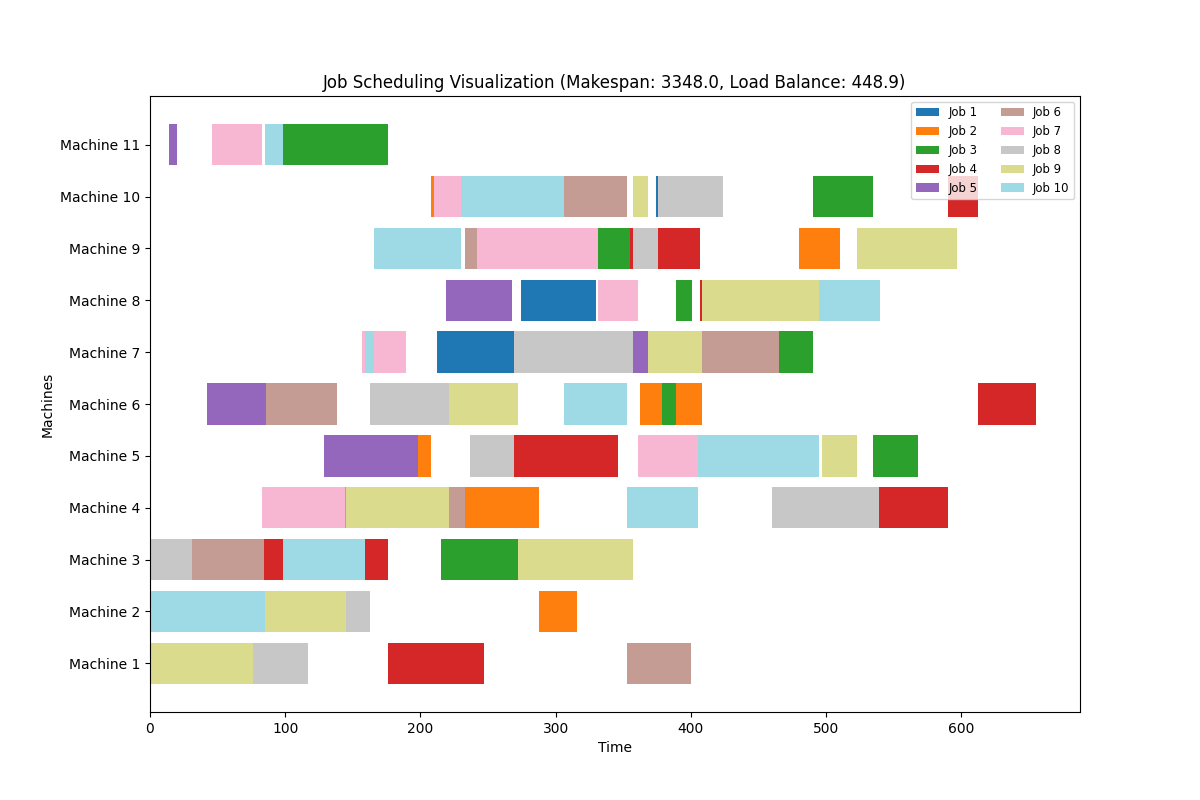 Job Scheduling Visualization (Makespan: 3348.0, Load Balance: 448.9)
Job 1
Job 2
Job 3
Job 4
Job 5
Job 6
Job 7
Job 8
Job 9
Job 10
Machines
Machine 11
Machine 10
Machine 9
Machine 8
Machine 7
Machine 6
Machine 5
Machine 4
Machine 3
Machine 2
Machine 1
0 100 200 300 400 500 600
Time